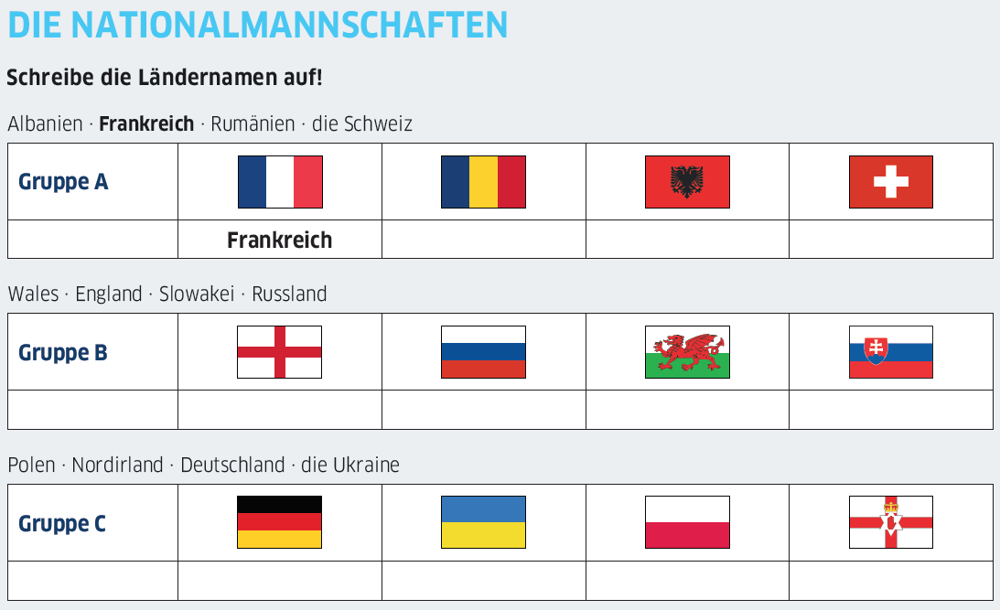 DIE NATIONALMANNSCHAFTEN
Schreibe die Ländernamen auf!
Albanien · Frankreich · Rumänien · die Schweiz
Gruppe A
Frankreich
Wales · England · Slowakei · Russland
Gruppe B
Polen · Nordirland · Deutschland · die Ukraine
Gruppe C